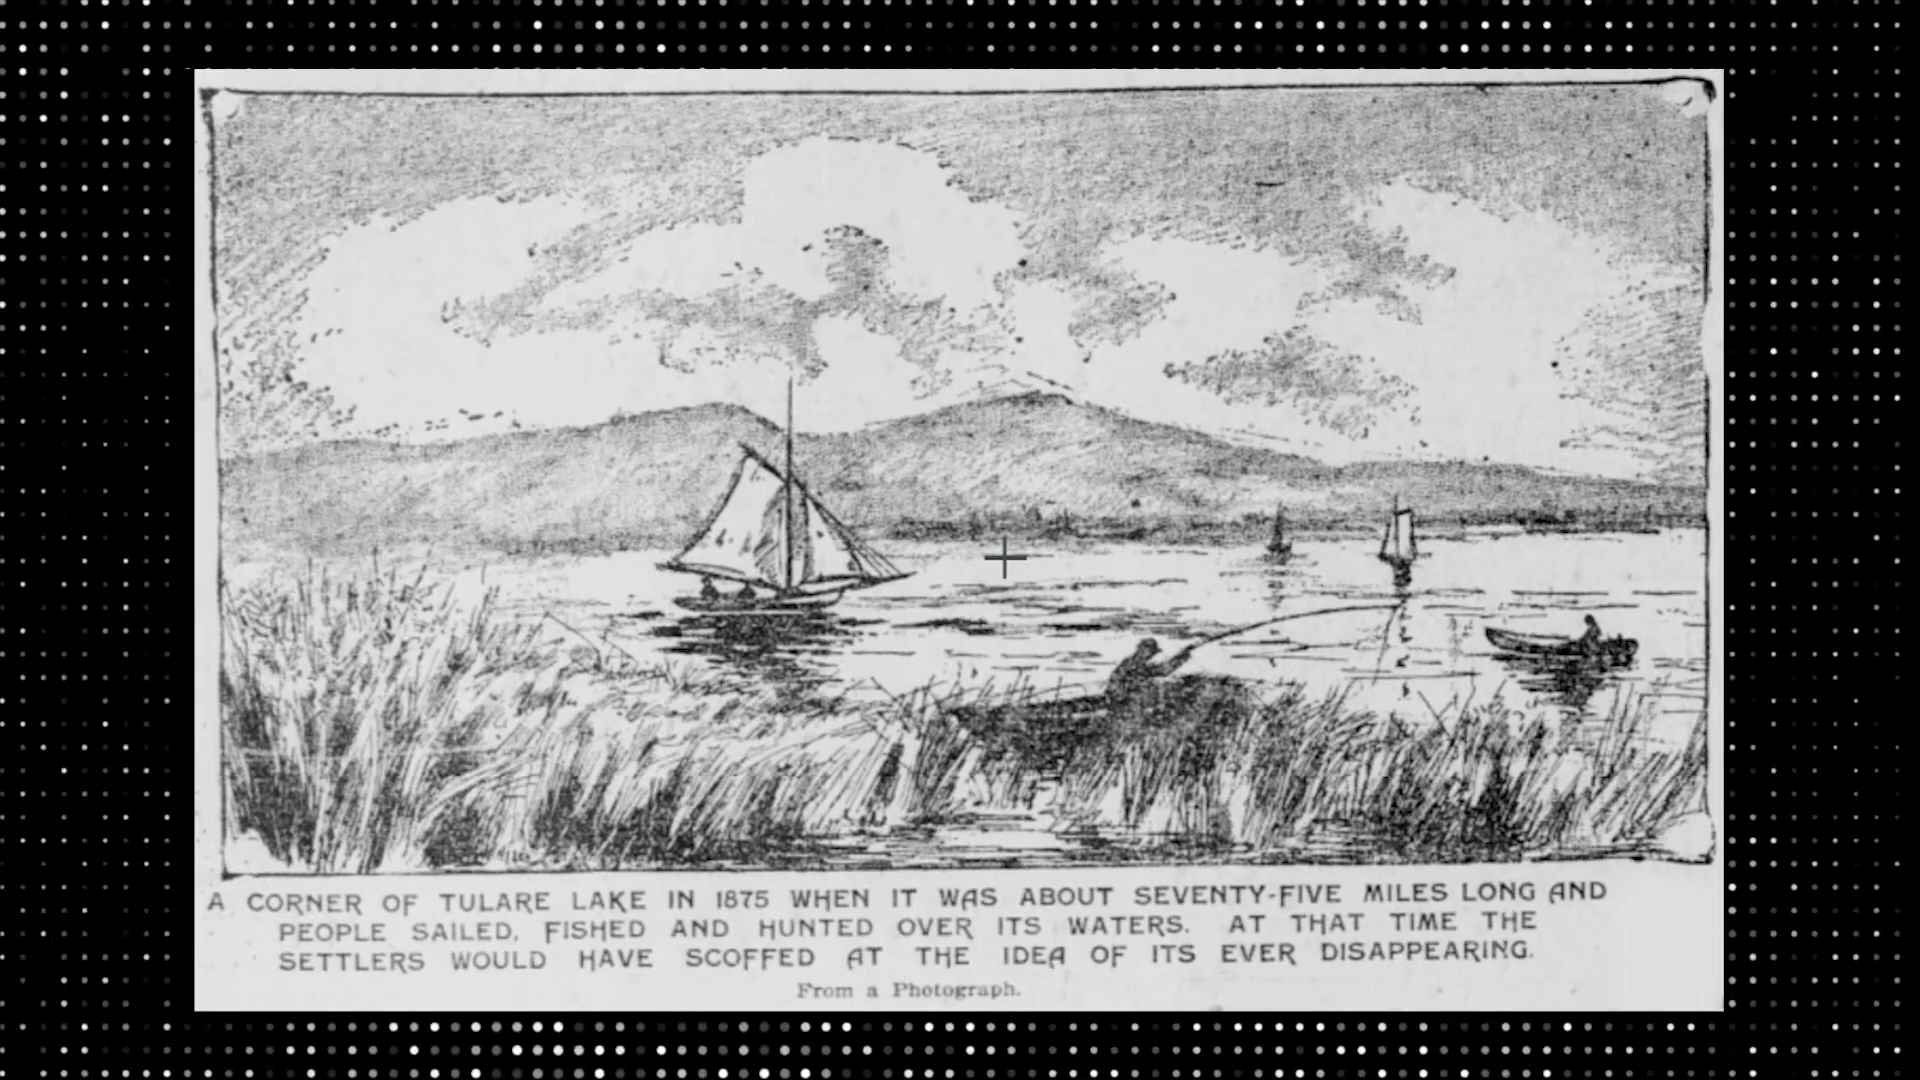 A CORNER OF TULARE LAKE IN 1875 WHEN IT WAS ABOUT SEVENTY-FIVE MILES LONG AND
PEOPLE SAILED, FISHED AND HUNTED OVER ITS WATERS. AT THAT TIME THE
SETTLERS WOULD HAVE SCOFFED AT THE IDEA OF ITS EVER DISAPPEARING.
From a Photograph.